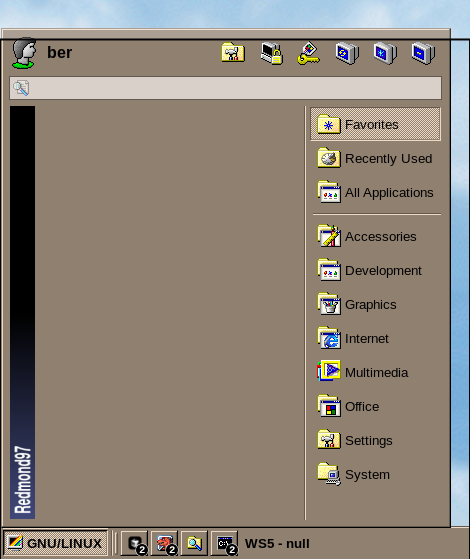 ber
Favorites
Recently Used
All Applications
Accessories
Development
Graphics
Internet
Multimedia
Office
Settings
System
Redmond97
GNU/LINUX
2
2
2
WS5 - null